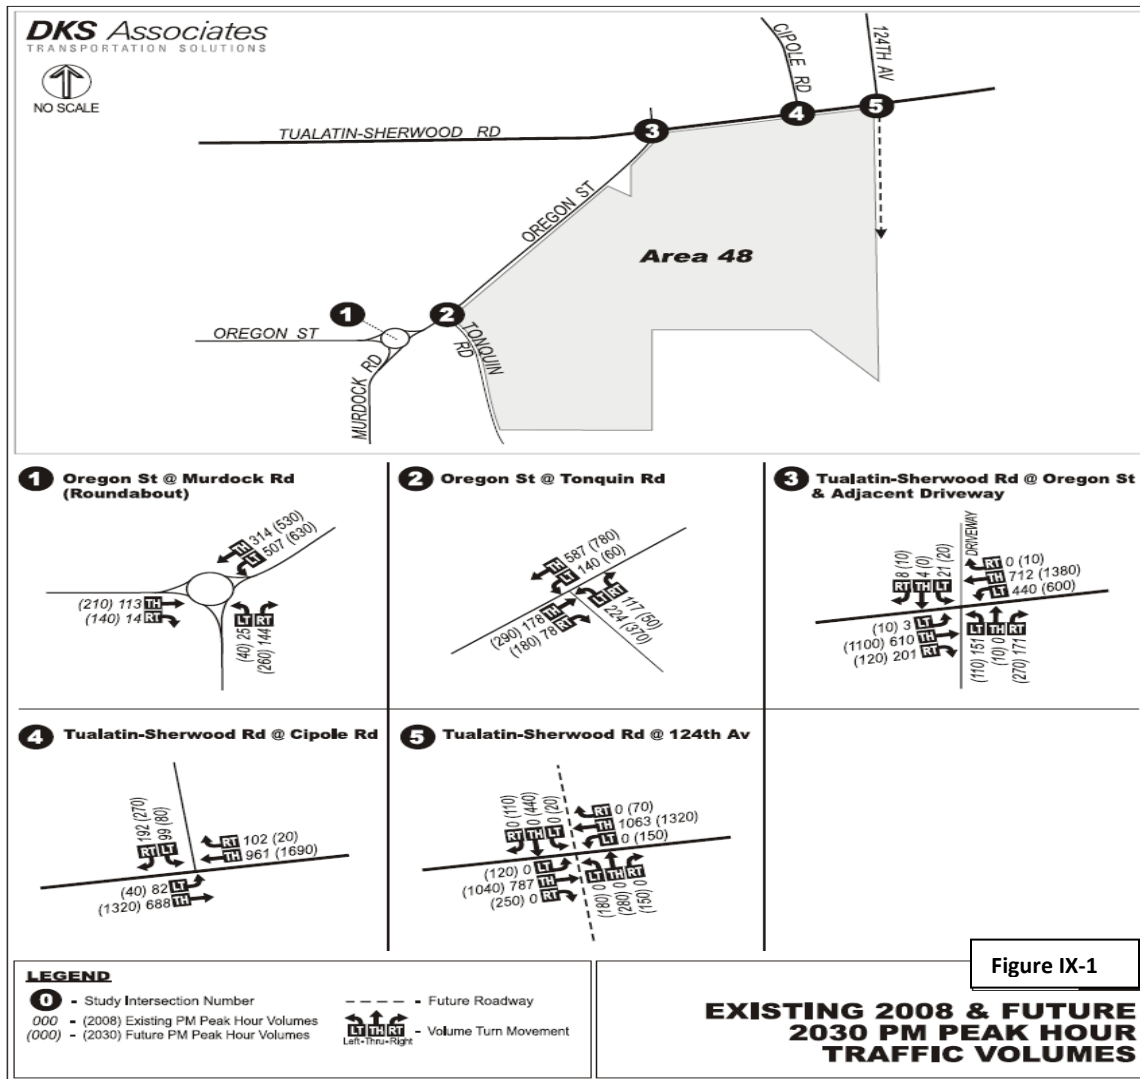 DKS Associates
TRANSPORTATION SOLUTIONS
NO SCALE
CIPOLE RD
124TH AV
5
4
3
TUALATIN-SHERWOOD RD
OREGON ST
Area 48
1
2
OREGON ST
TONQUIN RD
MURDOCK RD
1 Oregon St @ Murdock Rd
(Roundabout)
TH 314 (530)
LT 507 (630)
(210) 113 TH
(140) 14 RT
LT RT
(40) 25
(260) 144
2 Oregon St @ Tonquin Rd
TH 587 (780)
LT 140 (60)
(290) 178 TH
(180) 78 RT
LT RT
117 (50)
224 (370)
3 Tualatin-Sherwood Rd @ Oregon St
& Adjacent Driveway
DRIVEWAY
8 (10)
4 (0)
21 (20)
RT TH LT
RT 0 (10)
TH 712 (1380)
LT 440 (600)
(10) 3 LT
(1100) 610 TH
(120) 201 RT
LT TH RT
(110) 151
(10) 0
(270) 171
4 Tualatin-Sherwood Rd @ Cipole Rd
192 (270)
99 (80)
RT LT
RT 102 (20)
TH 961 (1690)
(40) 82 LT
(1320) 688 TH
5 Tualatin-Sherwood Rd @ 124th Av
0 (110)
0 (440)
0 (20)
RT TH LT
RT 0 (70)
TH 1063 (1320)
LT 0 (150)
(120) 0 LT
(1040) 787 TH
(250) 0 RT
LT TH RT
(180) 0
(280) 0
(150) 0
LEGEND
0 - Study Intersection Number
000 - (2008) Existing PM Peak Hour Volumes
(000) - (2030) Future PM Peak Hour Volumes
- Future Roadway
LT TH RT - Volume Turn Movement
Left•Thru•Right
Figure IX-1
EXISTING 2008 & FUTURE
2030 PM PEAK HOUR
TRAFFIC VOLUMES